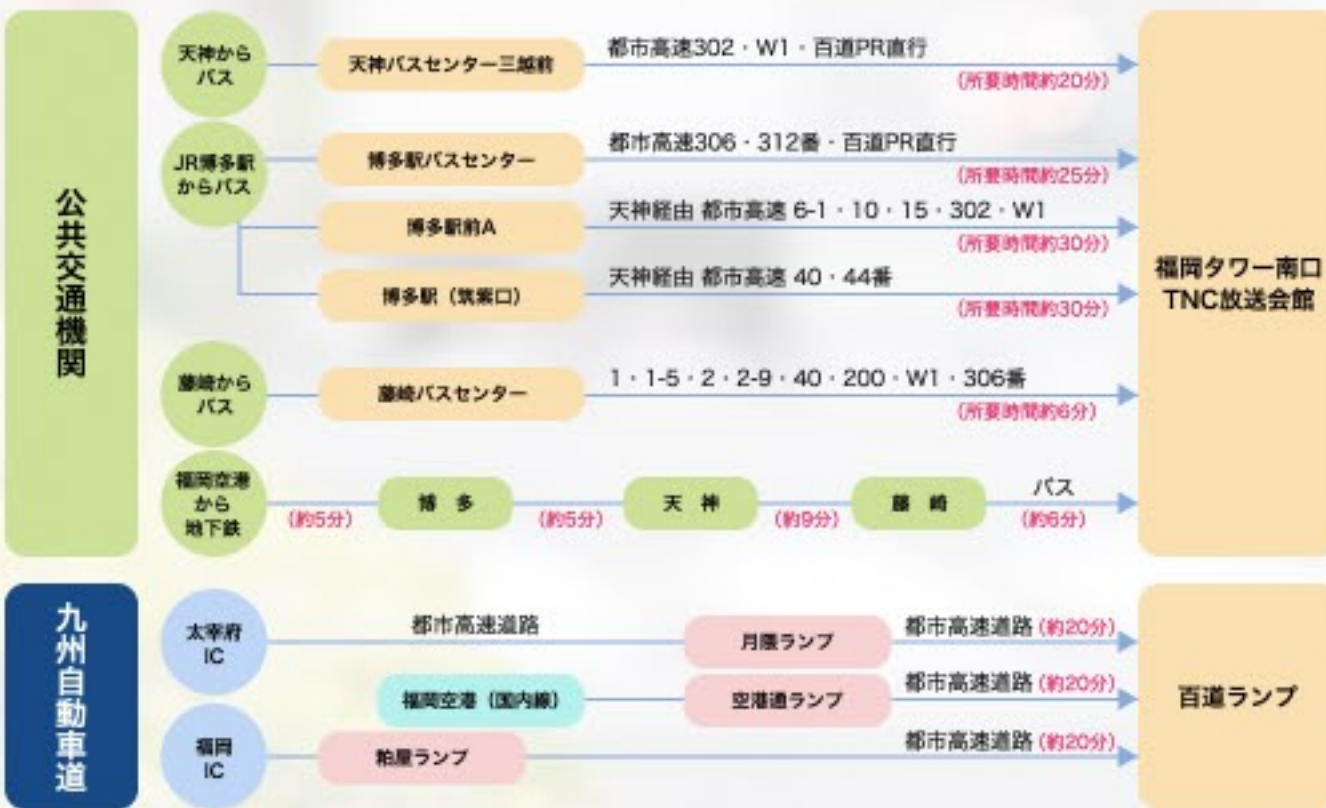 公共交通機関
天神から
バス
天神バスセンター三越前
都市高速302・W1・百道PR直行
(所要時間約20分)
JR博多駅
からバス
博多駅バスセンター
都市高速306・312番・百道PR直行
(所要時間約25分)
博多駅前A
天神経由 都市高速 6-1・10・15・302・W1
(所要時間約30分)
博多駅（筑紫口）
天神経由 都市高速 40・44番
(所要時間約30分)
藤崎から
バス
藤崎バスセンター
1・1-5・2・2-9・40・200・W1・306番
(所要時間約6分)
福岡空港
から
地下鉄
(約5分)
博 多
(約5分)
天 神
(約9分)
藤 崎
バス
(約6分)
福岡タワー南口
TNC放送会館
九州自動車道
太宰府
IC
都市高速道路
月隈ランプ
都市高速道路 (約20分)
福岡空港（国内線）
空港通ランプ
都市高速道路 (約20分)
福岡
IC
粕屋ランプ
都市高速道路 (約20分)
百道ランプ